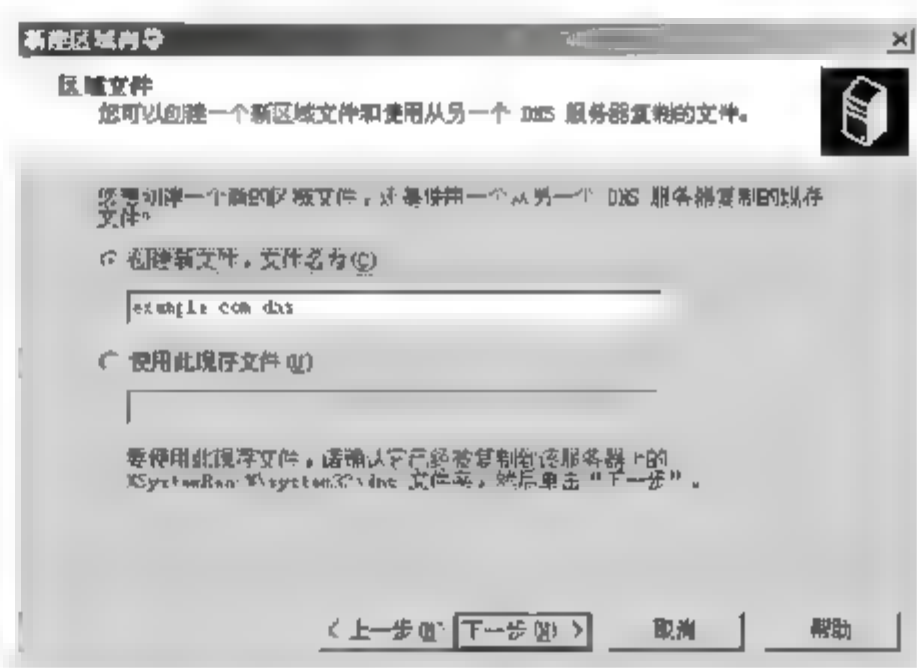 新建区域向导
区域文件
您可以创建一个新区域文件和使用从另一个 DNS 服务器复制的文件。
您要创建一个新的区域文件,还是使用一个从另一个 DNS 服务器复制的现存
文件?
创建新文件,文件名为(C)
example.com.dns
使用此现存文件(U)
要使用此现存文件,请确认它已经被复制到该服务器上的
%SystemRoot%\system32\dns 文件夹,然后单击“下一步”。
< 上一步(B)
下一步(N) >
取消
帮助